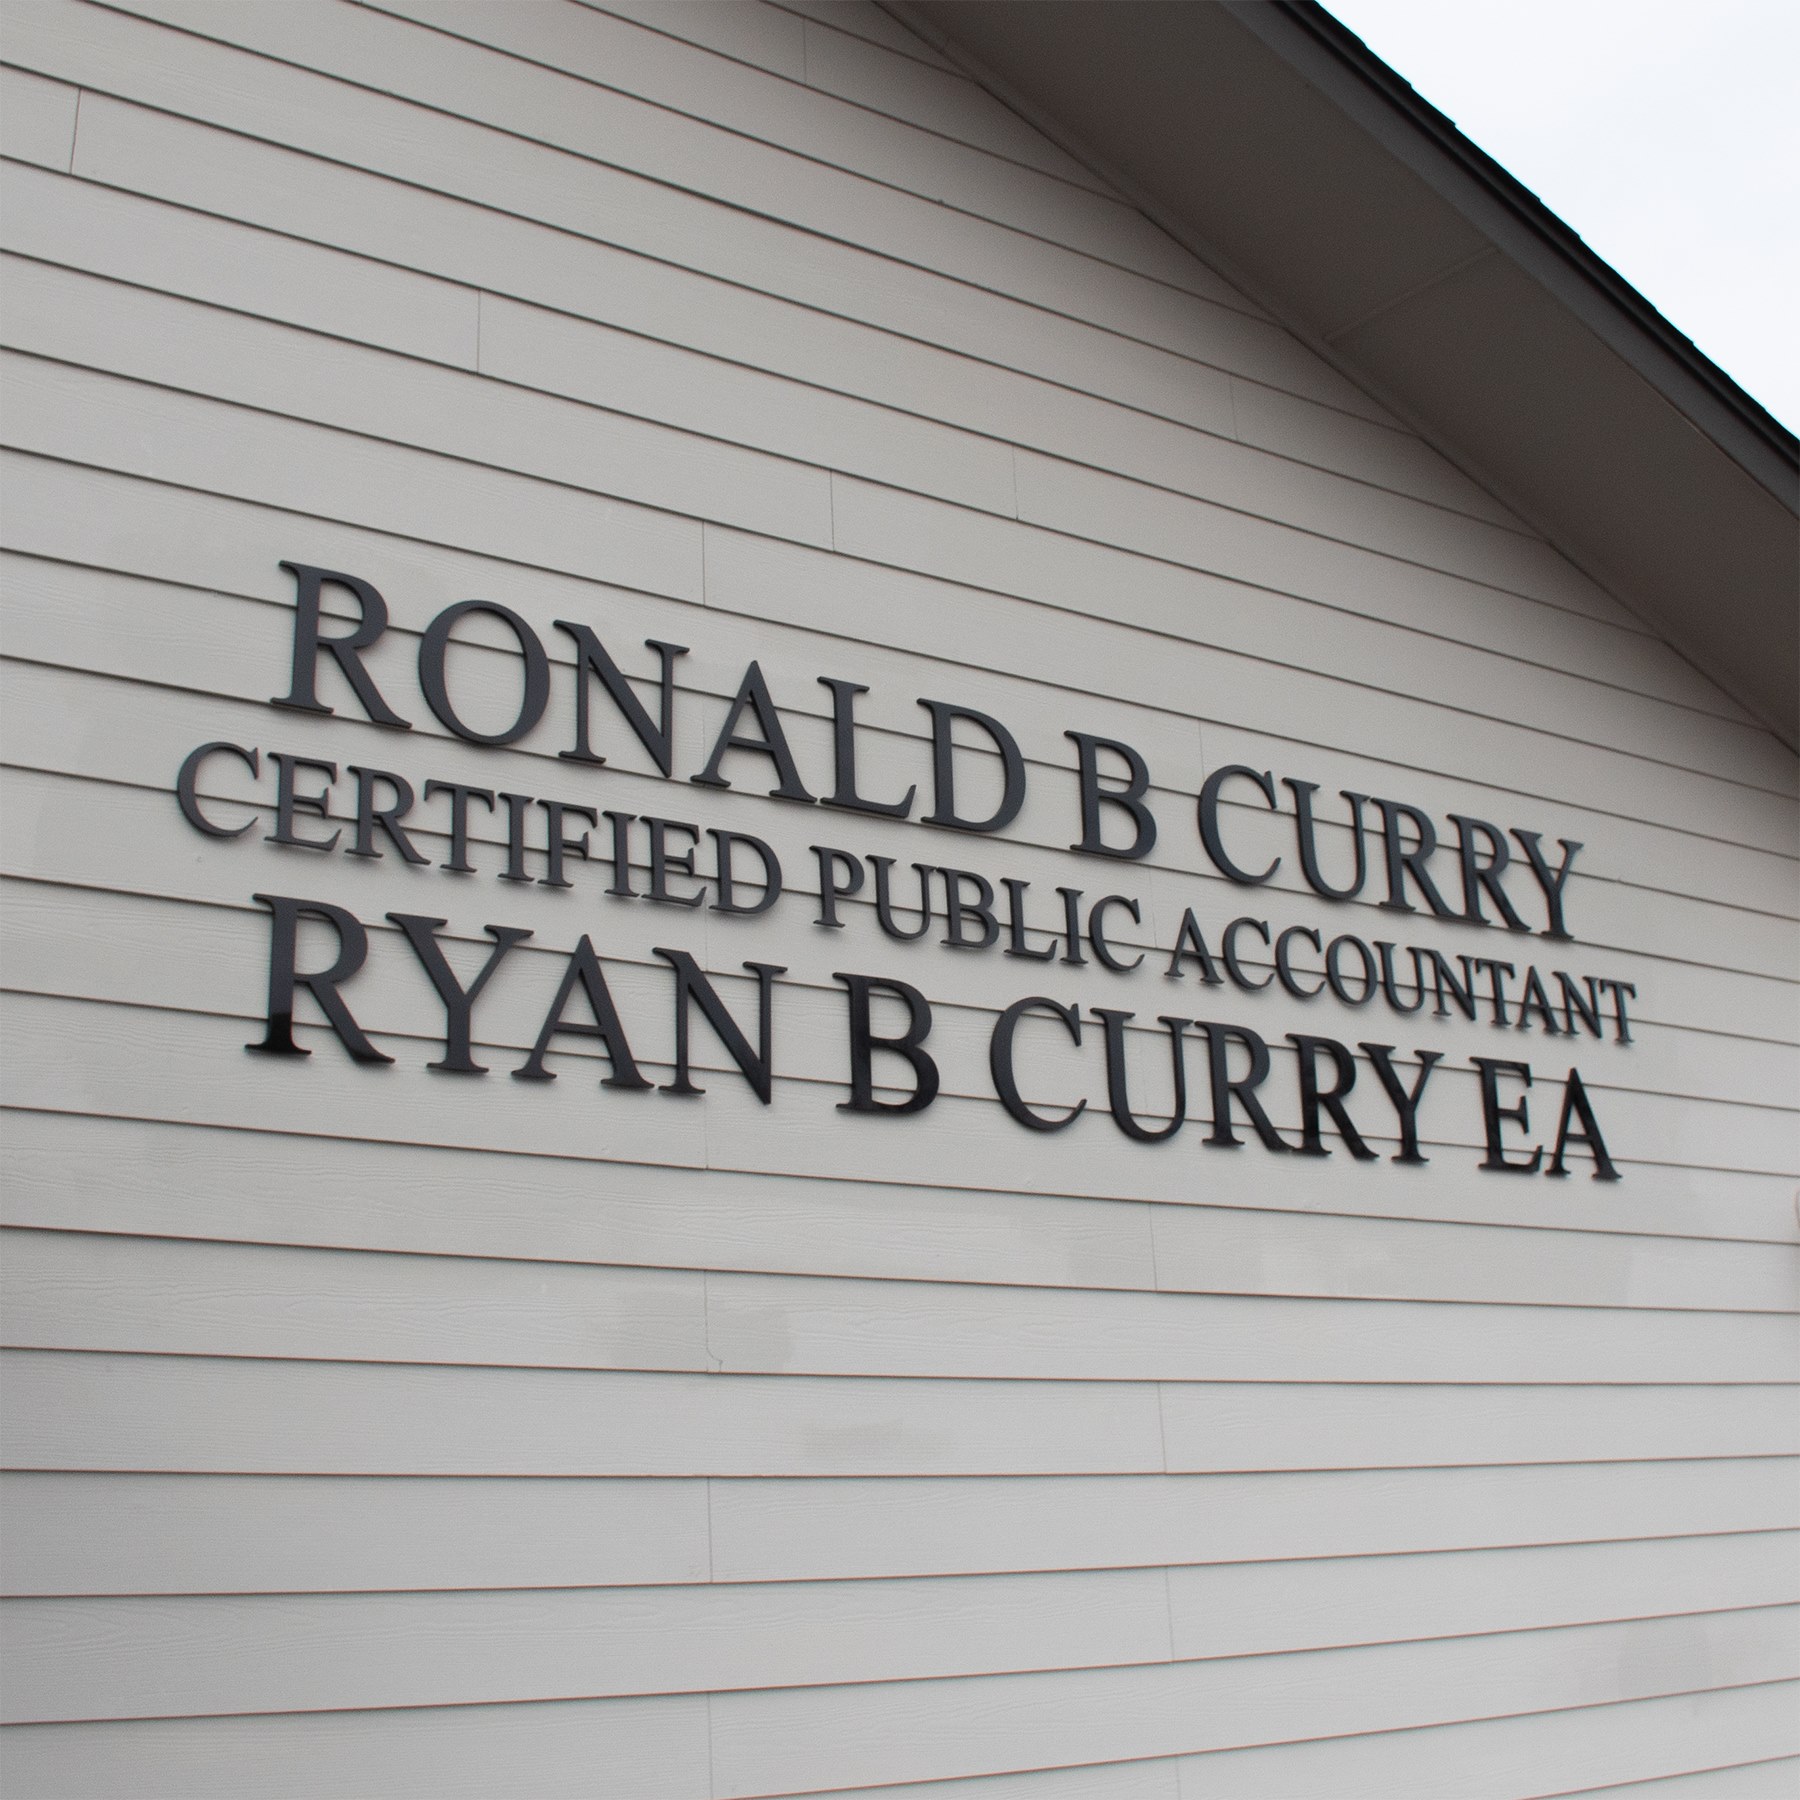 RONALD B CURRY
CERTIFIED PUBLIC ACCOUNTANT
RYAN B CURRY EA